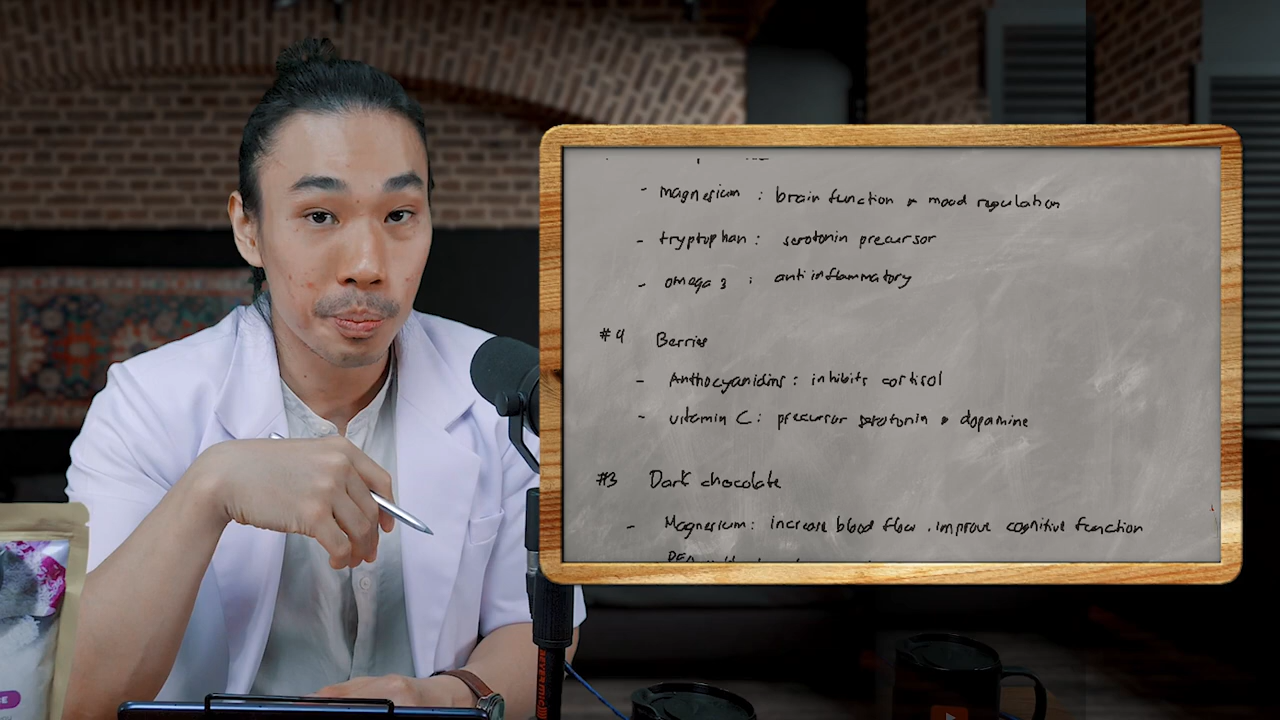 - magnesium : brain function & mood regulation
- tryptophan : serotonin precursor
- omega 3 : anti inflammatory
#4 Berries
- Anthocyanidins : inhibits cortisol
- vitamin C : precursor serotonin & dopamine
#3 Dark chocolate
- Magnesium : increase blood flow . improve cognitive function